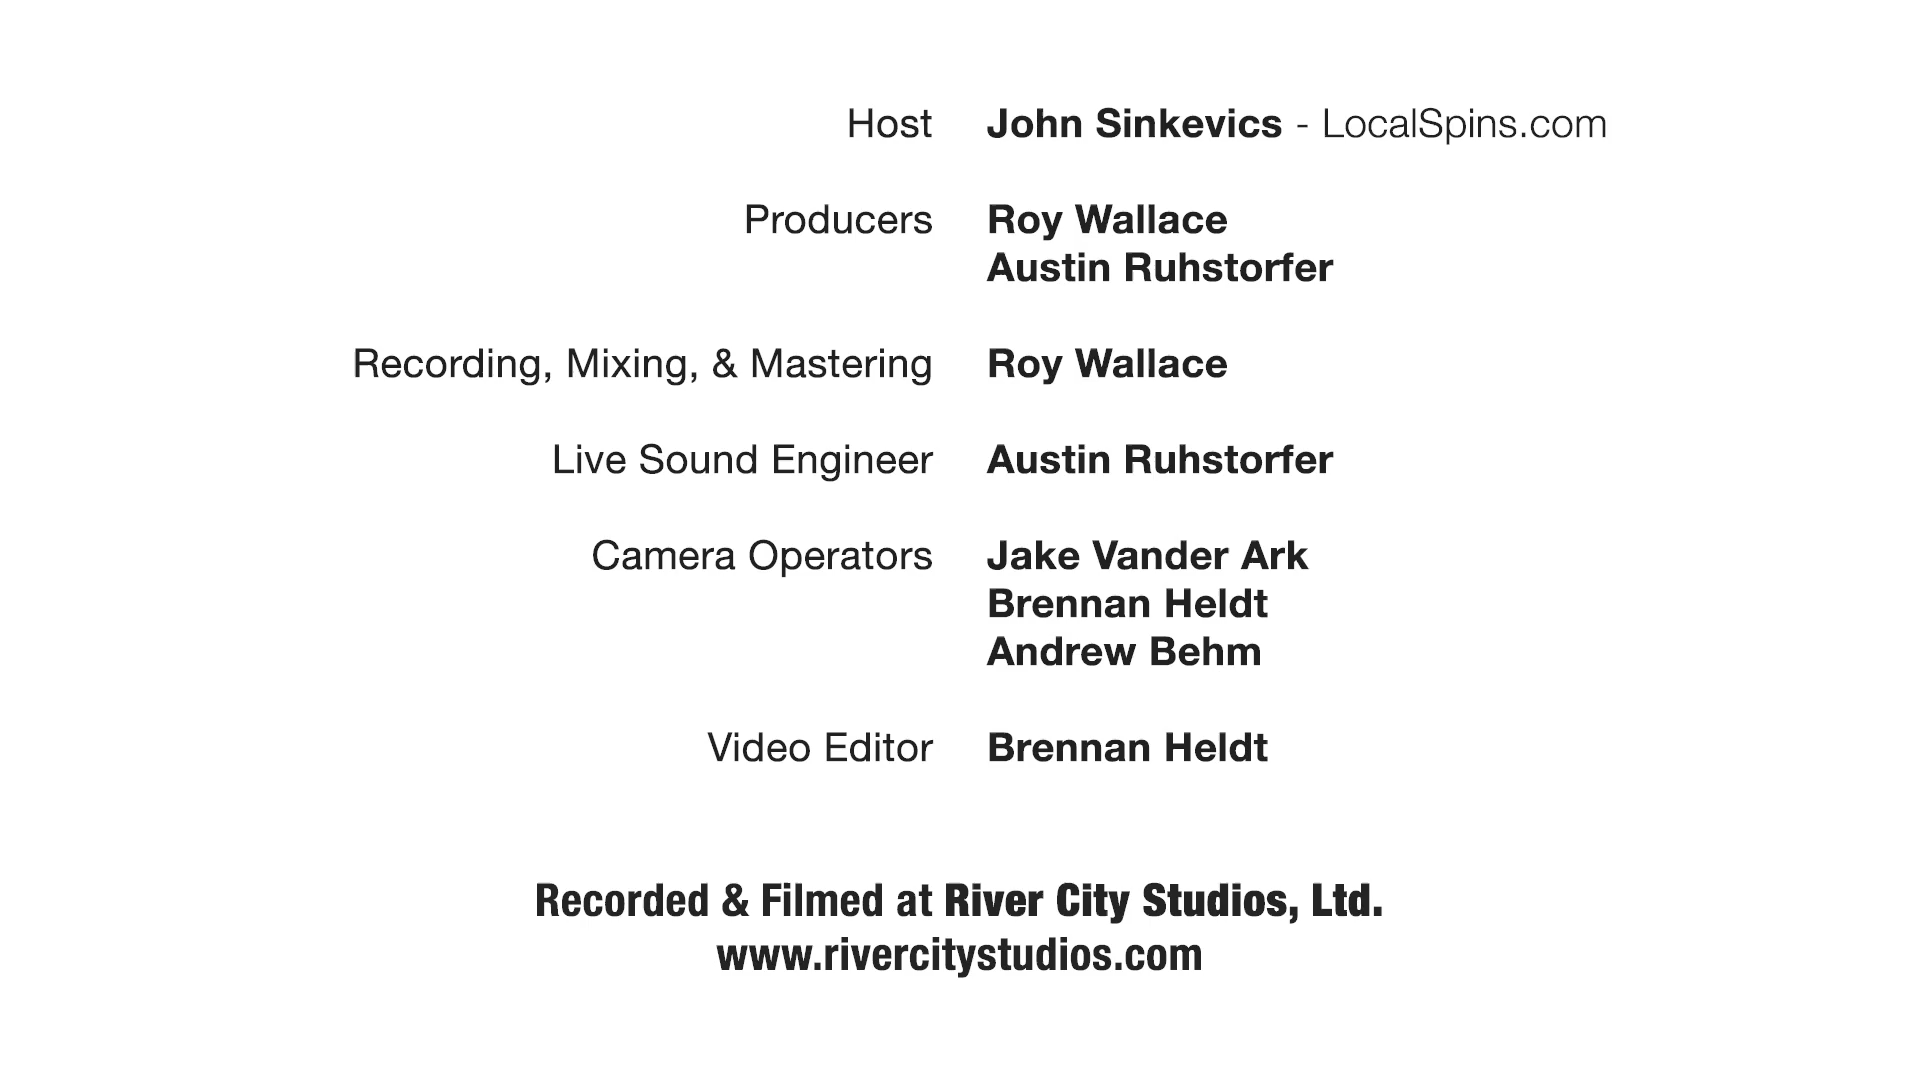 Host John Sinkevics - LocalSpins.com
Producers Roy Wallace
Austin Ruhstorfer
Recording, Mixing, & Mastering Roy Wallace
Live Sound Engineer Austin Ruhstorfer
Camera Operators Jake Vander Ark
Brennan Heldt
Andrew Behm
Video Editor Brennan Heldt
Recorded & Filmed at River City Studios, Ltd.
www.rivercitystudios.com